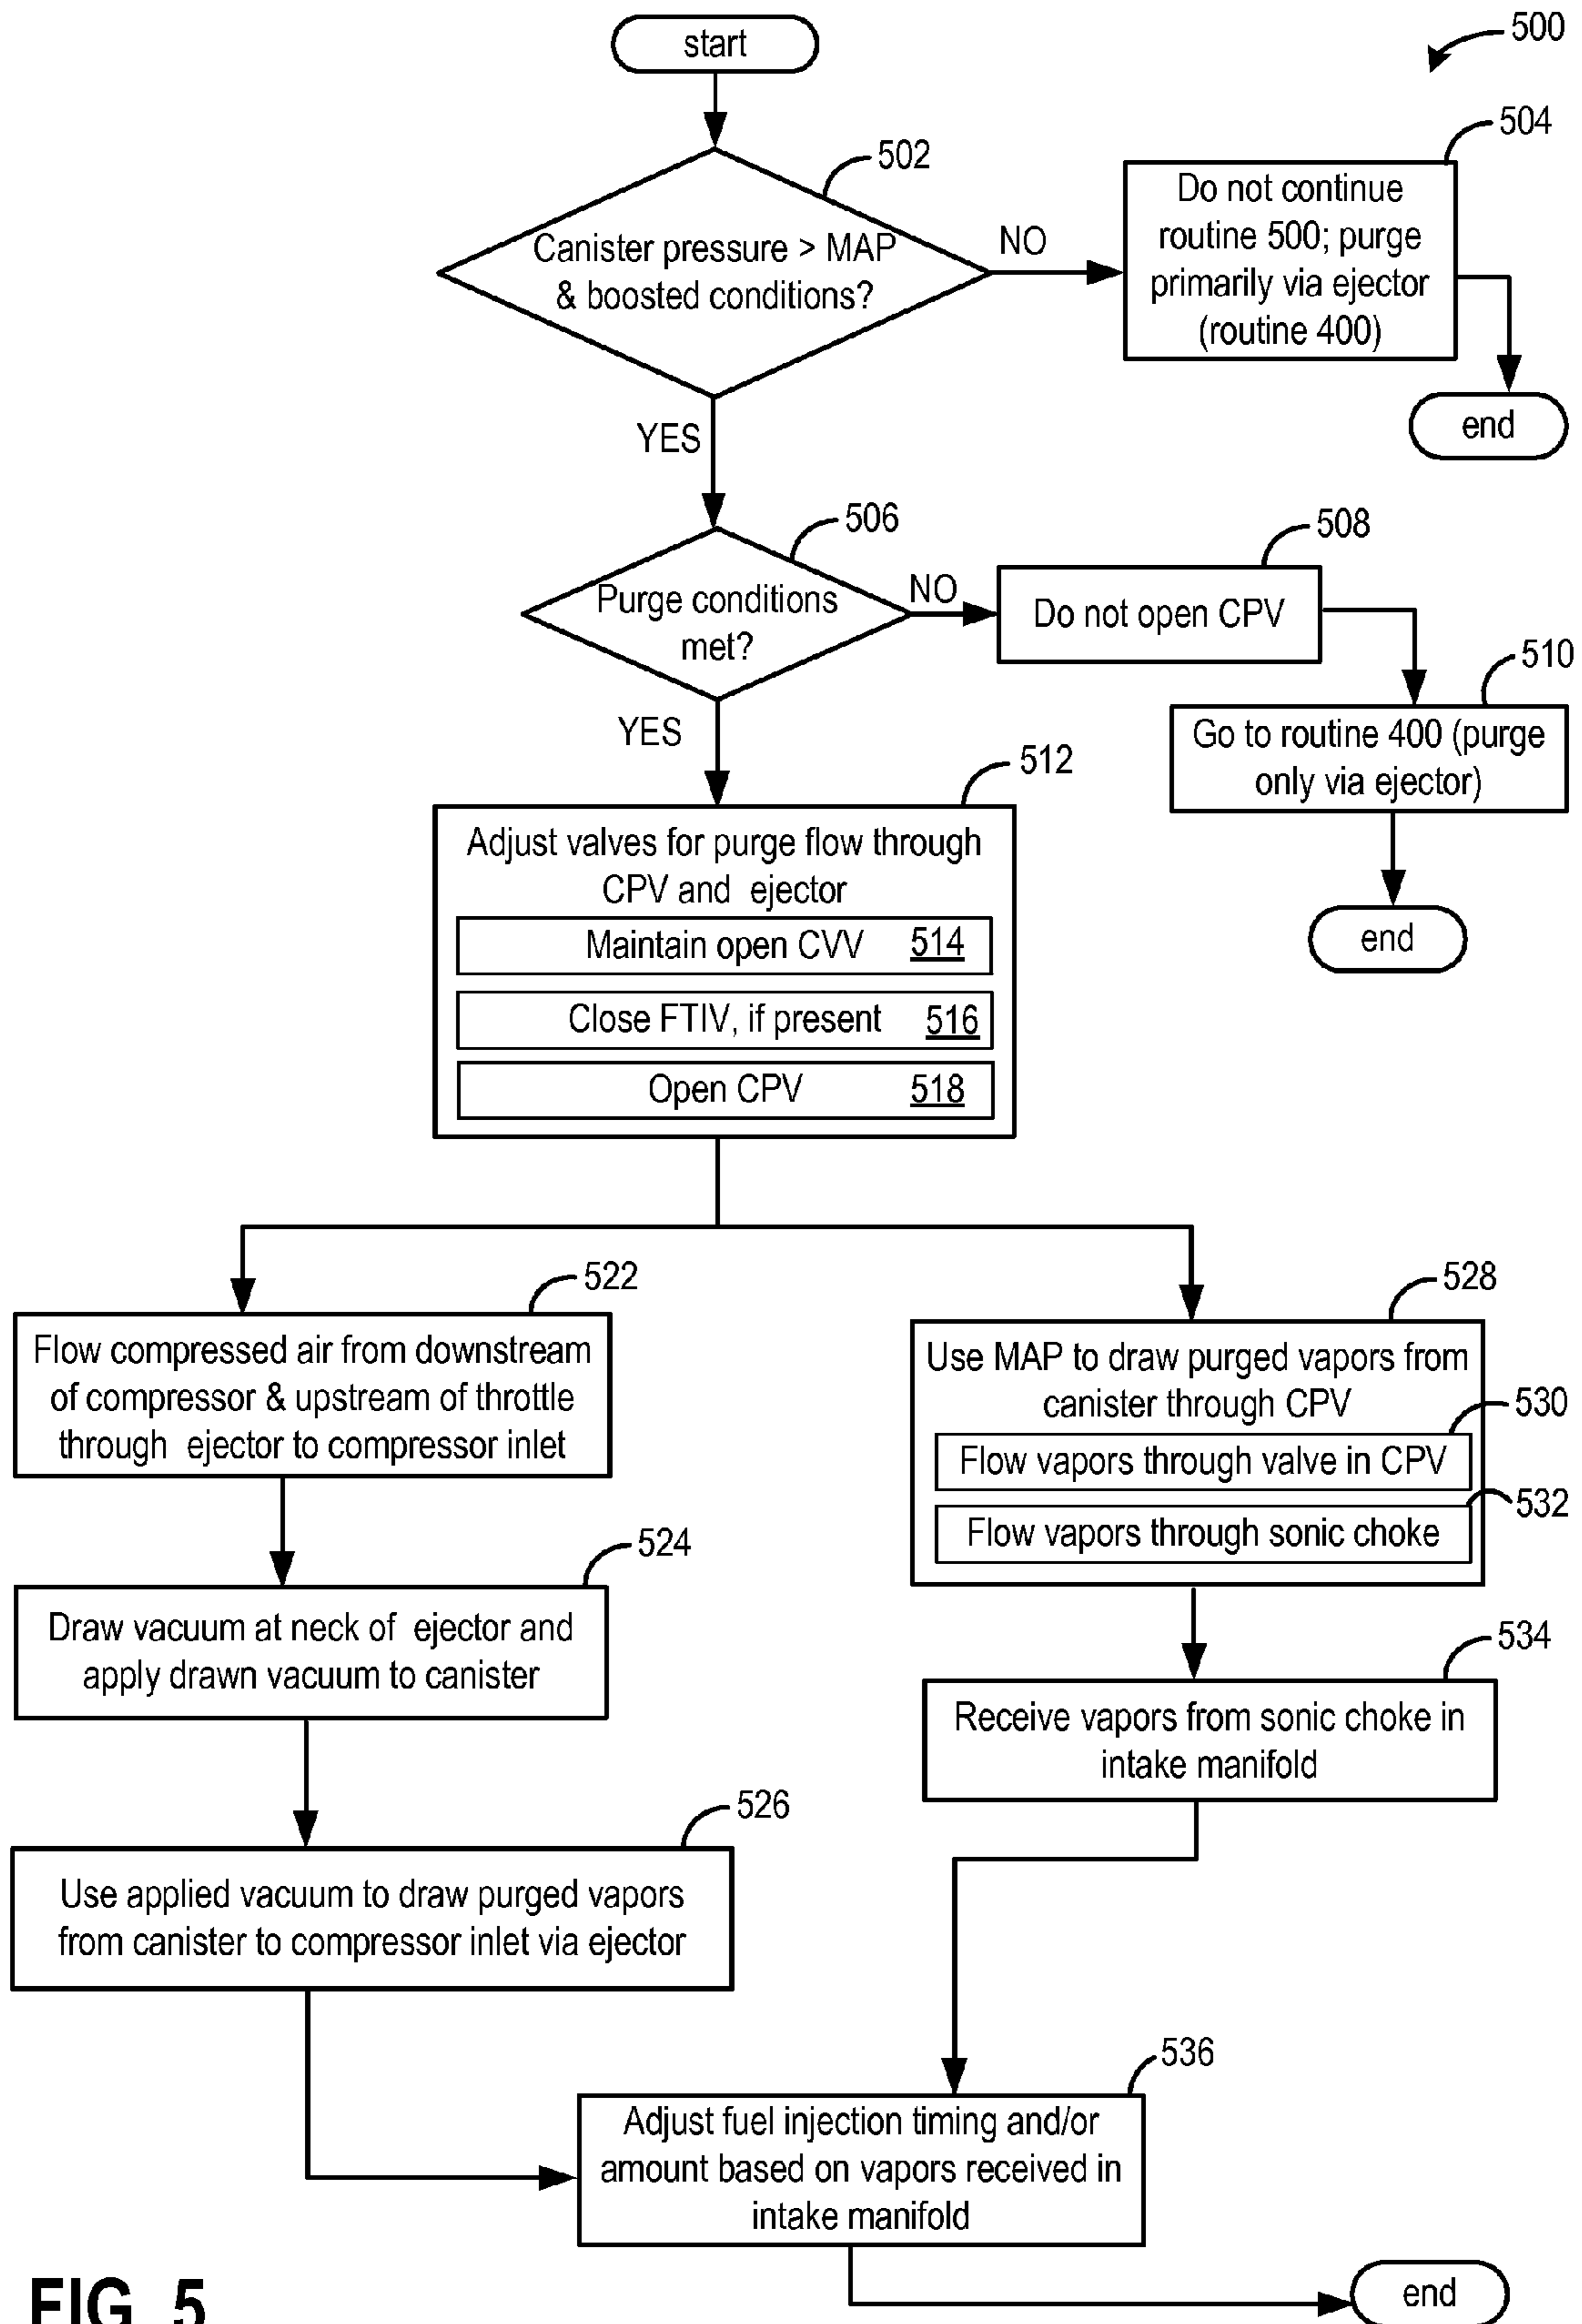 start
500
502
Canister pressure > MAP
& boosted conditions?
NO
504
Do not continue
routine 500; purge
primarily via ejector
(routine 400)
end
YES
506
Purge conditions
met?
NO
508
Do not open CPV
510
Go to routine 400 (purge
only via ejector)
end
YES
512
Adjust valves for purge flow through
CPV and ejector
Maintain open CVV 514
Close FTIV, if present 516
Open CPV 518
522
Flow compressed air from downstream
of compressor & upstream of throttle
through ejector to compressor inlet
524
Draw vacuum at neck of ejector and
apply drawn vacuum to canister
526
Use applied vacuum to draw purged vapors
from canister to compressor inlet via ejector
528
Use MAP to draw purged vapors from
canister through CPV
530
Flow vapors through valve in CPV
532
Flow vapors through sonic choke
534
Receive vapors from sonic choke in
intake manifold
536
Adjust fuel injection timing and/or
amount based on vapors received in
intake manifold
end
FIG. 5